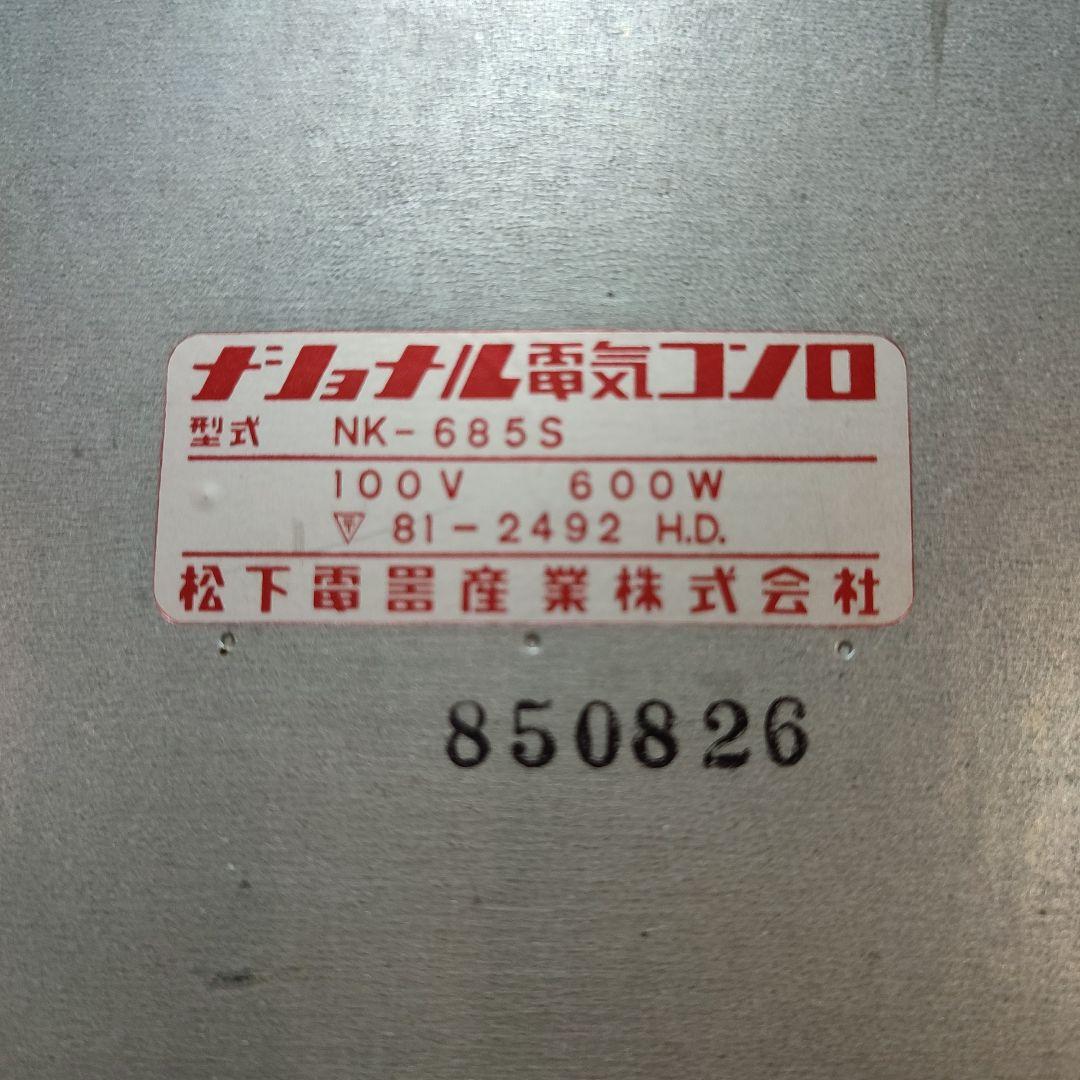 ナショナル電気コンロ
型式 NK-685S
100V 600W
〒 81-2492 H.D.
松下電器産業株式会社
850826